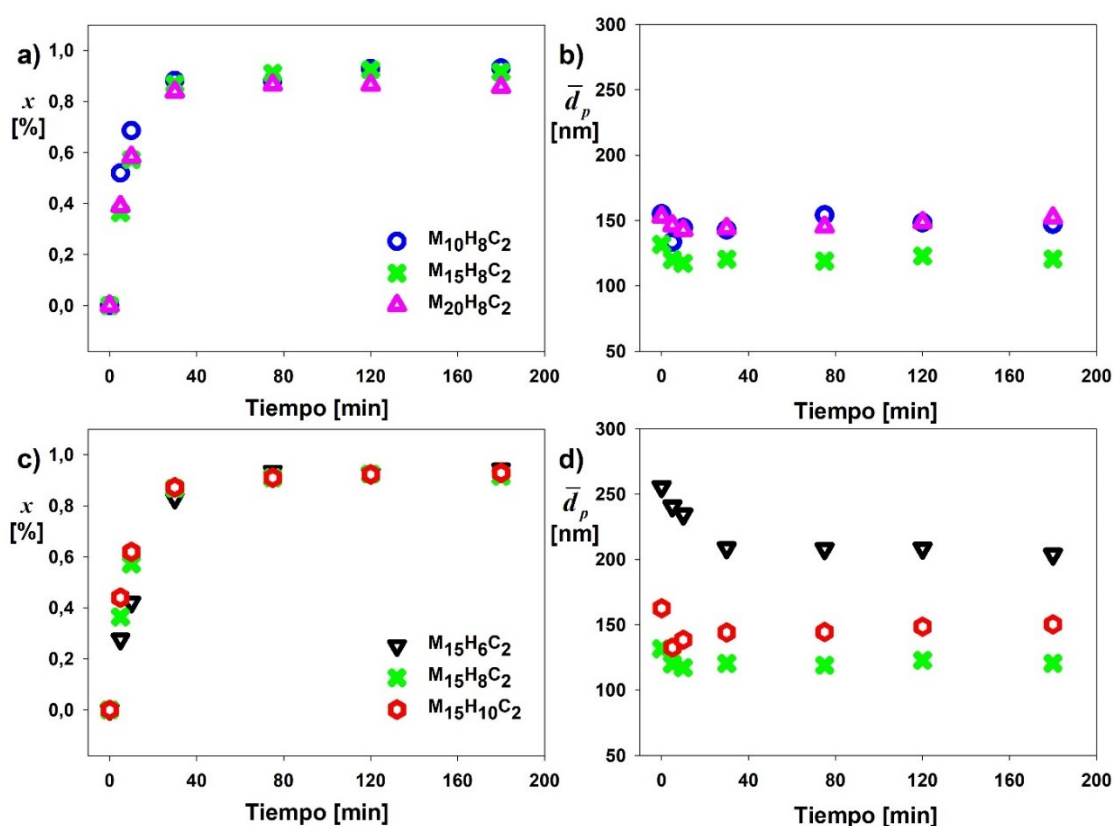 a)
x
[%]
1,0
0,8
0,6
0,4
0,2
0,0
M10H8C2
M15H8C2
M20H8C2
0 40 80 120 160 200
Tiempo [min]
b)
d̅p
[nm]
300
250
200
150
100
50
0 40 80 120 160 200
Tiempo [min]
c)
x
[%]
1,0
0,8
0,6
0,4
0,2
0,0
M15H6C2
M15H8C2
M15H10C2
0 40 80 120 160 200
Tiempo [min]
d)
d̅p
[nm]
300
250
200
150
100
50
0 40 80 120 160 200
Tiempo [min]